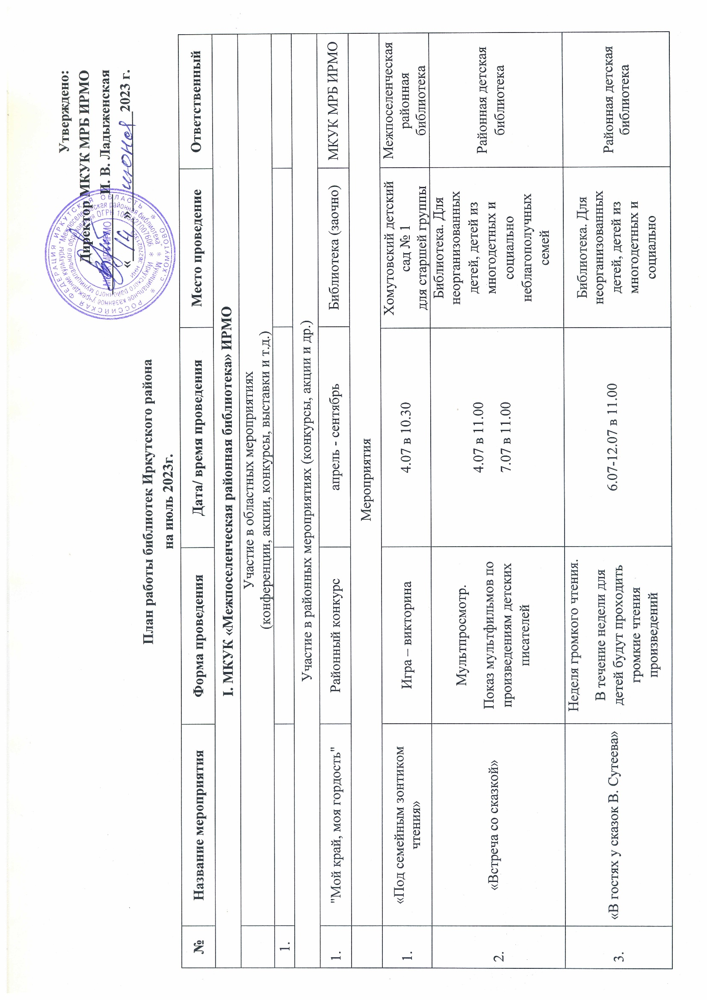 Утверждено:
Директор МКУК МРБ ИРМО
И. В. Ладыженская
« 14 » июня 2023 г.
РОССИЙСКАЯ ФЕДЕРАЦИЯ ИРКУТСКАЯ ОБЛАСТЬ * с.ХОМУТОВО *
Муниципальное казенное учреждение культуры "Межпоселенческая районная библиотека" *
Иркутского районного муниципального образования ОГРН
МКУК МРБ ИРМО
План работы библиотек Иркутского района
на июль 2023г.
№
Название мероприятия
Форма проведения
Дата/ время проведения
Место проведение
Ответственный
I. МКУК «Межпоселенческая районная библиотека» ИРМО
Участие в областных мероприятиях
(конференции, акции, конкурсы, выставки и т.д.)
1.
Участие в районных мероприятиях (конкурсы, акции и др.)
1.
"Мой край, моя гордость"
Районный конкурс
апрель - сентябрь
Библиотека (заочно)
МКУК МРБ ИРМО
Мероприятия
1.
«Под семейным зонтиком
чтения»
Игра – викторина
4.07 в 10.30
Хомутовский детский
сад № 1
для старшей группы
Межпоселенческая
районная
библиотека
2.
«Встреча со сказкой»
Мультпросмотр.
Показ мультфильмов по
произведениям детских
писателей
4.07 в 11.00
7.07 в 11.00
Библиотека. Для
неорганизованных
детей, детей из
многодетных и
социально
неблагополучных
семей
Районная детская
библиотека
3.
«В гостях у сказок В. Сутеева»
Неделя громкого чтения.
В течение недели для
детей будут проходить
громкие чтения
произведений
6.07-12.07 в 11.00
Библиотека. Для
неорганизованных
детей, детей из
многодетных и
социально
Районная детская
библиотека